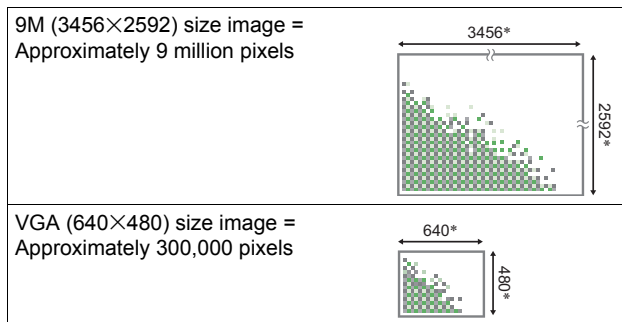 9M (3456×2592) size image =
Approximately 9 million pixels
3456*
2592*
VGA (640×480) size image =
Approximately 300,000 pixels
640*
480*